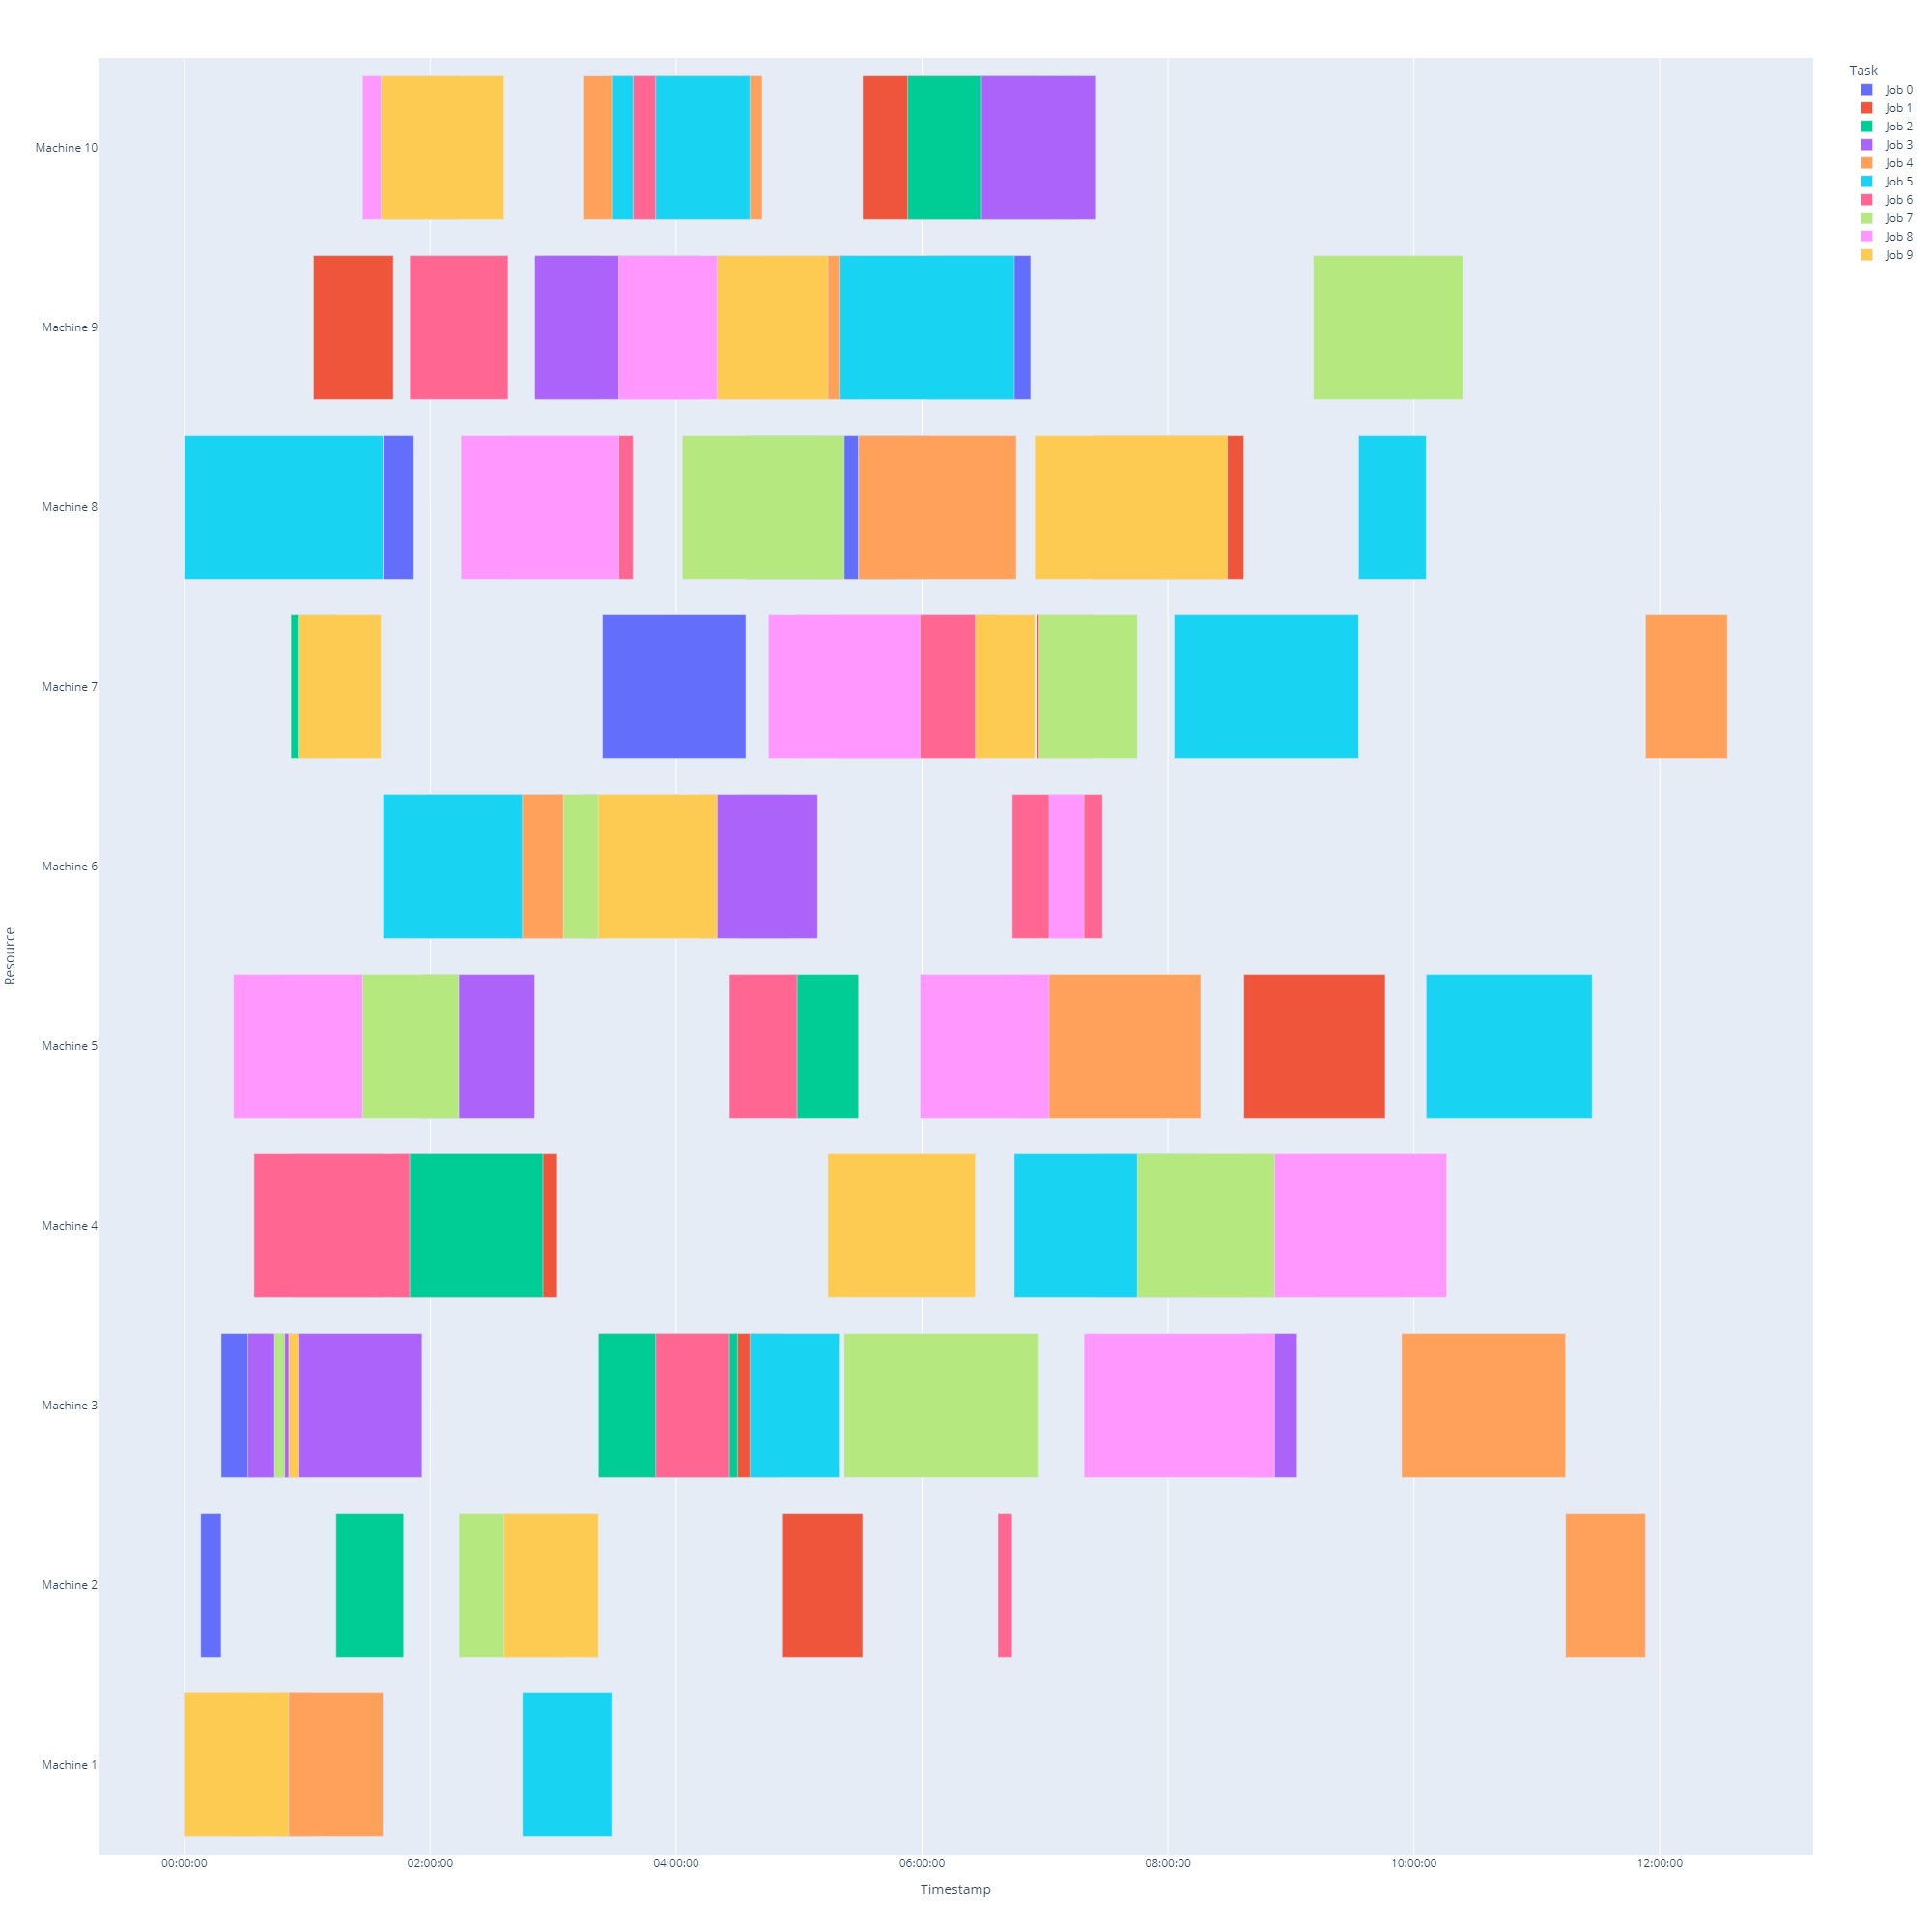 Task
Job 0
Job 1
Job 2
Job 3
Job 4
Job 5
Job 6
Job 7
Job 8
Job 9
Machine 10
Machine 9
Machine 8
Machine 7
Machine 6
Machine 5
Machine 4
Machine 3
Machine 2
Machine 1
Resource
00:00:00 02:00:00 04:00:00 06:00:00 08:00:00 10:00:00 12:00:00
Timestamp